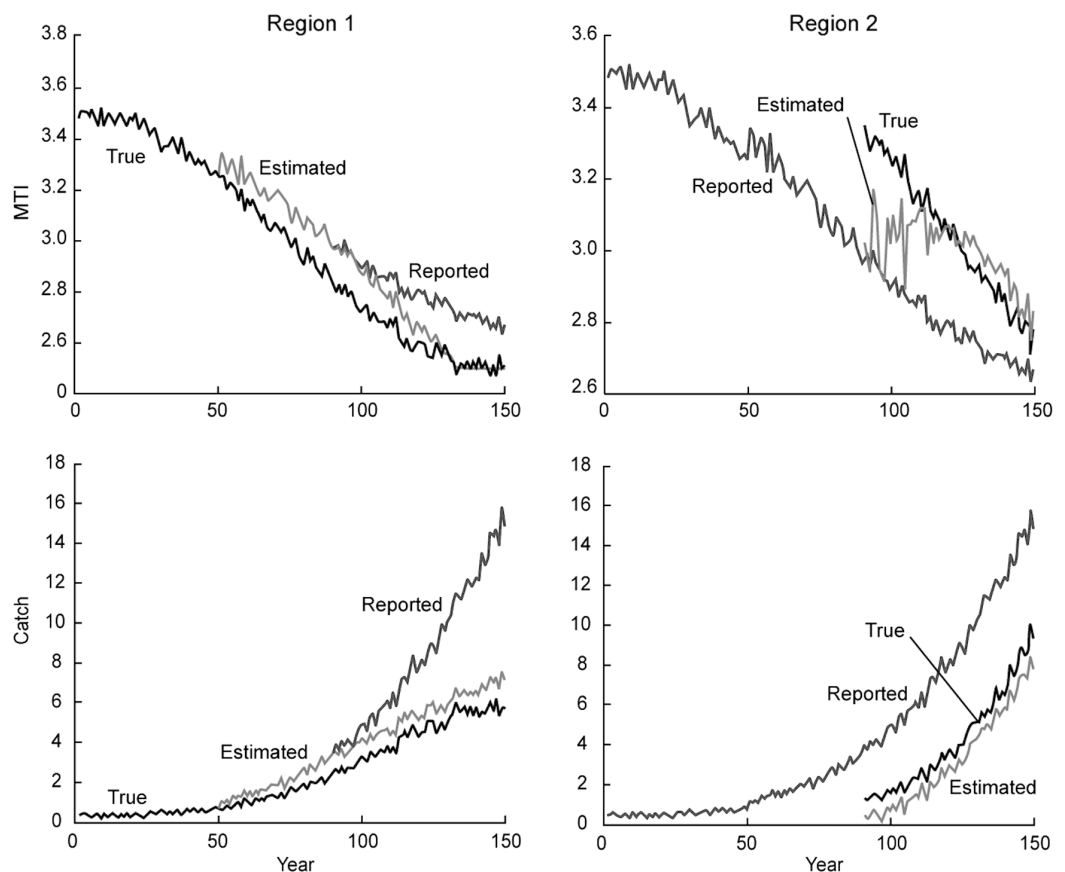 Region 1
3.8
3.6
3.4
3.2
3.0
2.8
2.6
0
MTI
True
Estimated
Reported
0
50
100
150
Region 2
3.6
3.4
3.2
3.0
2.8
2.6
Estimated
True
Reported
0
50
100
150
18
16
14
12
10
8
6
4
2
0
Catch
Reported
Estimated
True
0
50
100
150
Year
18
16
14
12
10
8
6
4
2
0
True
Reported
Estimated
0
50
100
150
Year